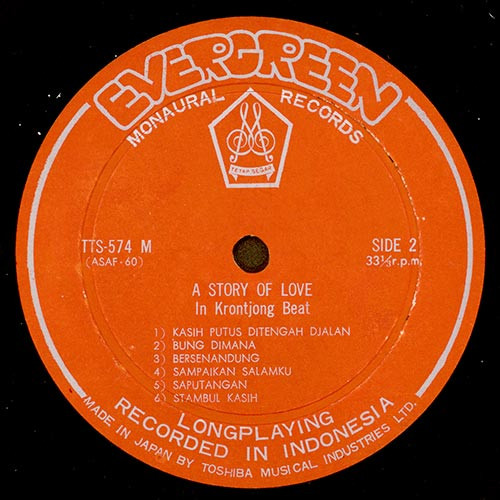 EVERGREEN
MONAURAL RECORDS
TETAP SEGAR
TTS-574 M
(ASAF-60)
SIDE 2
33⅓ r.p.m.
A STORY OF LOVE
In Krontjong Beat
1) KASIH PUTUS DITENGAH DJALAN
2) BUNG DIMANA
3) BERSENANDUNG
4) SAMPAIKAN SALAMKU
5) SAPUTANGAN
6) STAMBUL KASIH
LONGPLAYING
RECORDED IN INDONESIA
MADE IN JAPAN BY TOSHIBA MUSICAL INDUSTRIES LTD.